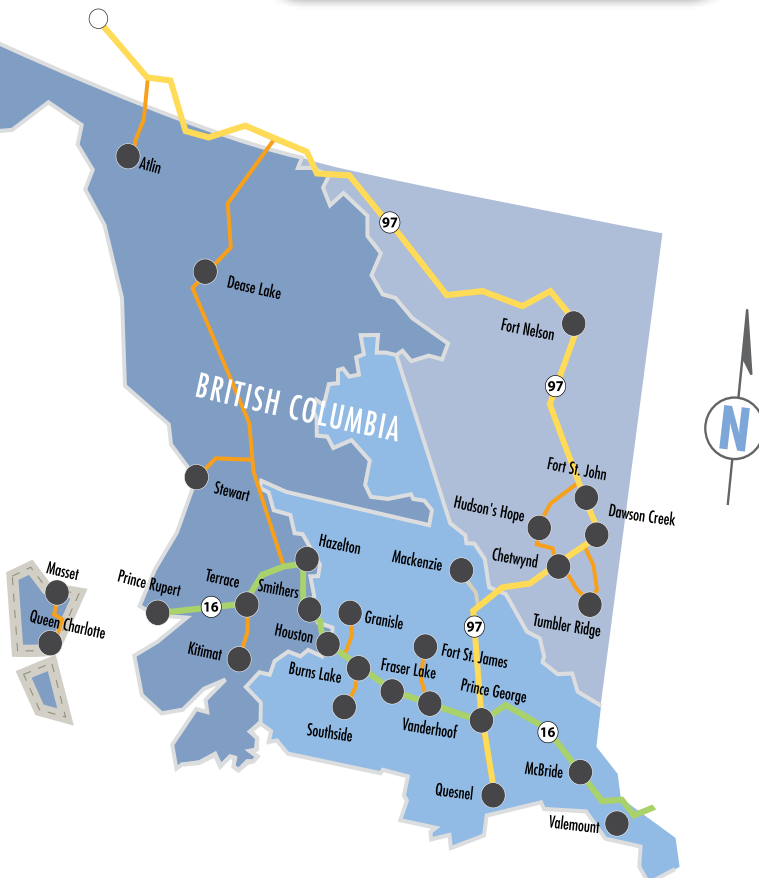 Atlin
97
Dease Lake
Fort Nelson
97
BRITISH COLUMBIA
N
Fort St. John
Stewart
Hudson's Hope
Dawson Creek
Hazelton
Mackenzie
Chetwynd
Masset
Prince Rupert
Terrace
Smithers
16
Tumbler Ridge
Queen Charlotte
Granisle
97
Houston
Kitimat
Fort St. James
Burns Lake
Fraser Lake
Prince George
Southside
Vanderhoof
16
McBride
Quesnel
Valemount